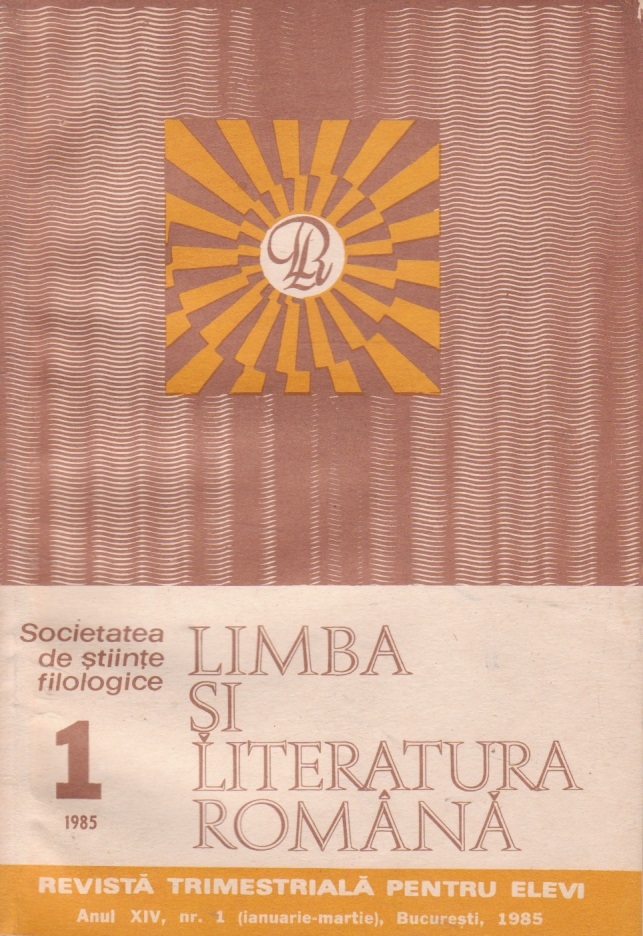 LLR
Societatea
de științe
filologice
1
1985
LIMBA
ȘI
LITERATURA
ROMÂNĂ
REVISTĂ TRIMESTRIALĂ PENTRU ELEVI
Anul XIV, nr. 1 (ianuarie-martie), București, 1985